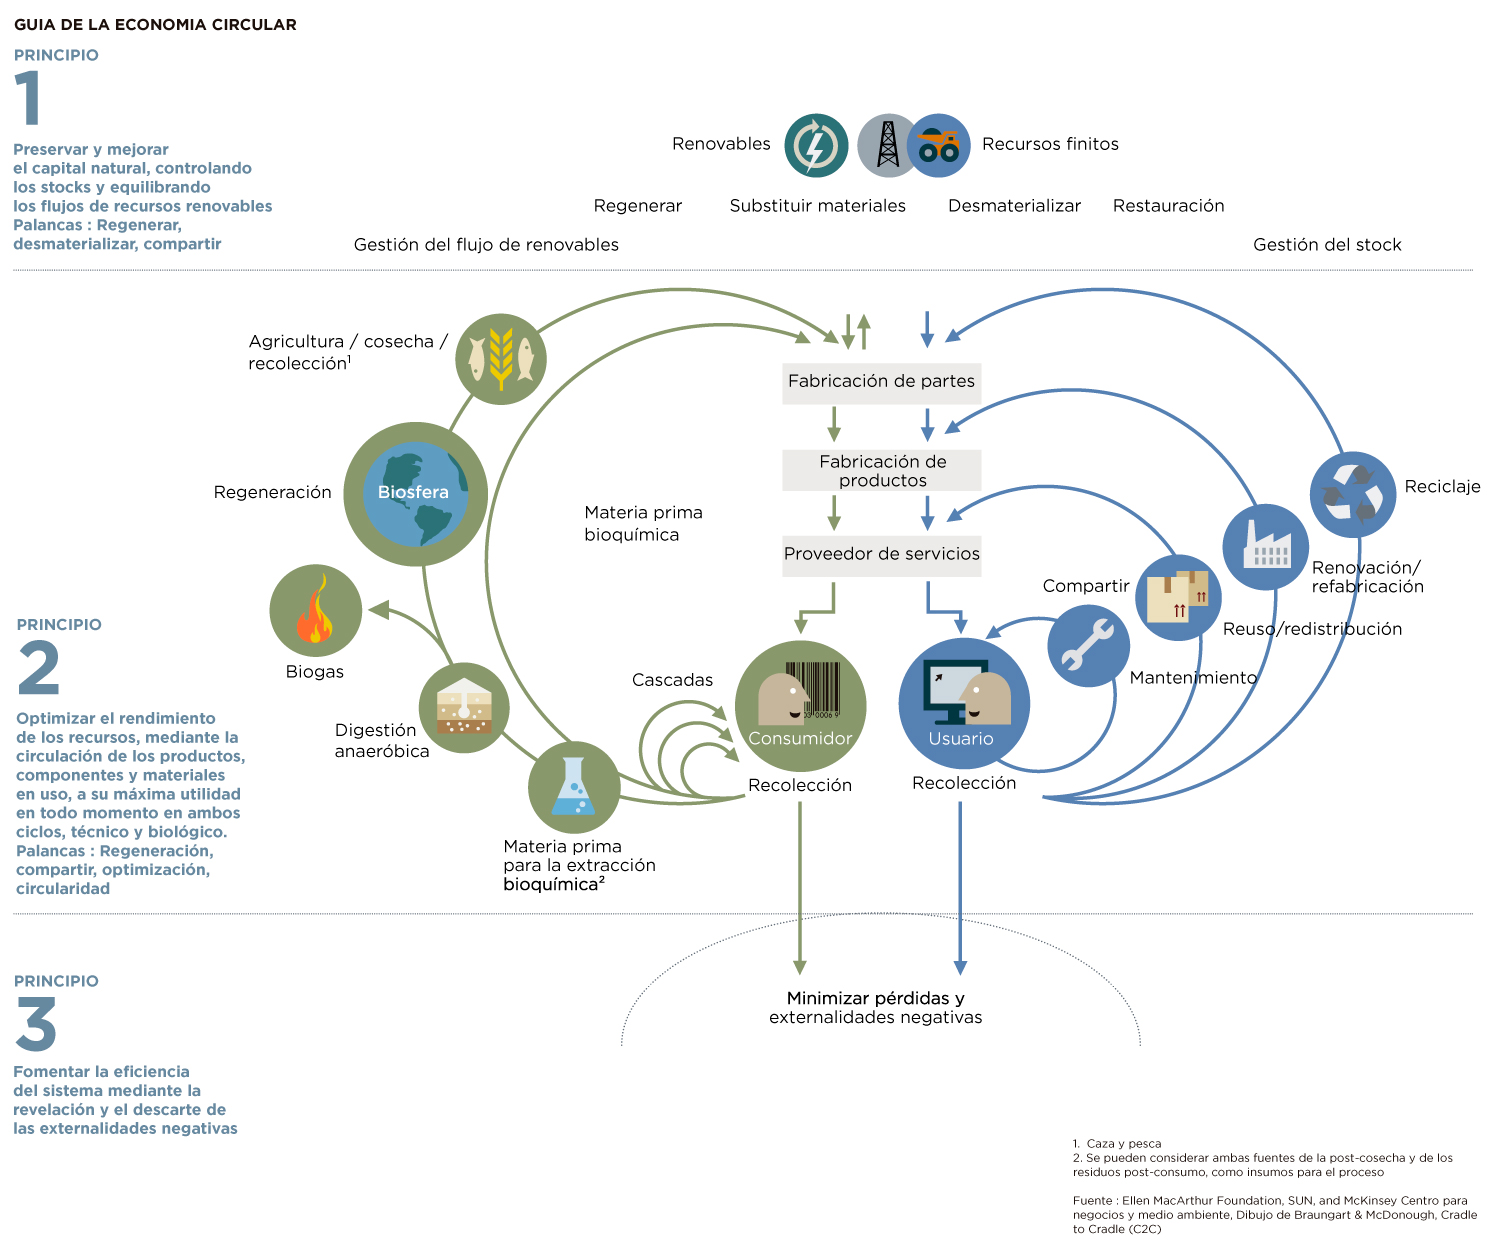 GUIA DE LA ECONOMIA CIRCULAR
PRINCIPIO
1
Preservar y mejorar
el capital natural, controlando
los stocks y equilibrando
los flujos de recursos renovables
Palancas : Regenerar,
desmaterializar, compartir
Renovables
Recursos finitos
Regenerar
Substituir materiales
Desmaterializar
Restauración
Gestión del flujo de renovables
Gestión del stock
Agricultura / cosecha /
recolección¹
Regeneración
Biosfera
Biogas
Digestión
anaeróbica
Materia prima
para la extracción
bioquímica²
Materia prima
bioquímica
Cascadas
Fabricación de partes
Fabricación de
productos
Proveedor de servicios
03 0006 9
Consumidor
Recolección
Usuario
Recolección
Compartir
Mantenimiento
Reuso/redistribución
Renovación/
refabricación
Reciclaje
PRINCIPIO
2
Optimizar el rendimiento
de los recursos, mediante la
circulación de los productos,
componentes y materiales
en uso, a su máxima utilidad
en todo momento en ambos
ciclos, técnico y biológico.
Palancas : Regeneración,
compartir, optimización,
circularidad
PRINCIPIO
3
Fomentar la eficiencia
del sistema mediante la
revelación y el descarte de
las externalidades negativas
Minimizar pérdidas y
externalidades negativas
1. Caza y pesca
2. Se pueden considerar ambas fuentes de la post-cosecha y de los
residuos post-consumo, como insumos para el proceso
Fuente : Ellen MacArthur Foundation, SUN, and McKinsey Centro para
negocios y medio ambiente, Dibujo de Braungart & McDonough, Cradle
to Cradle (C2C)